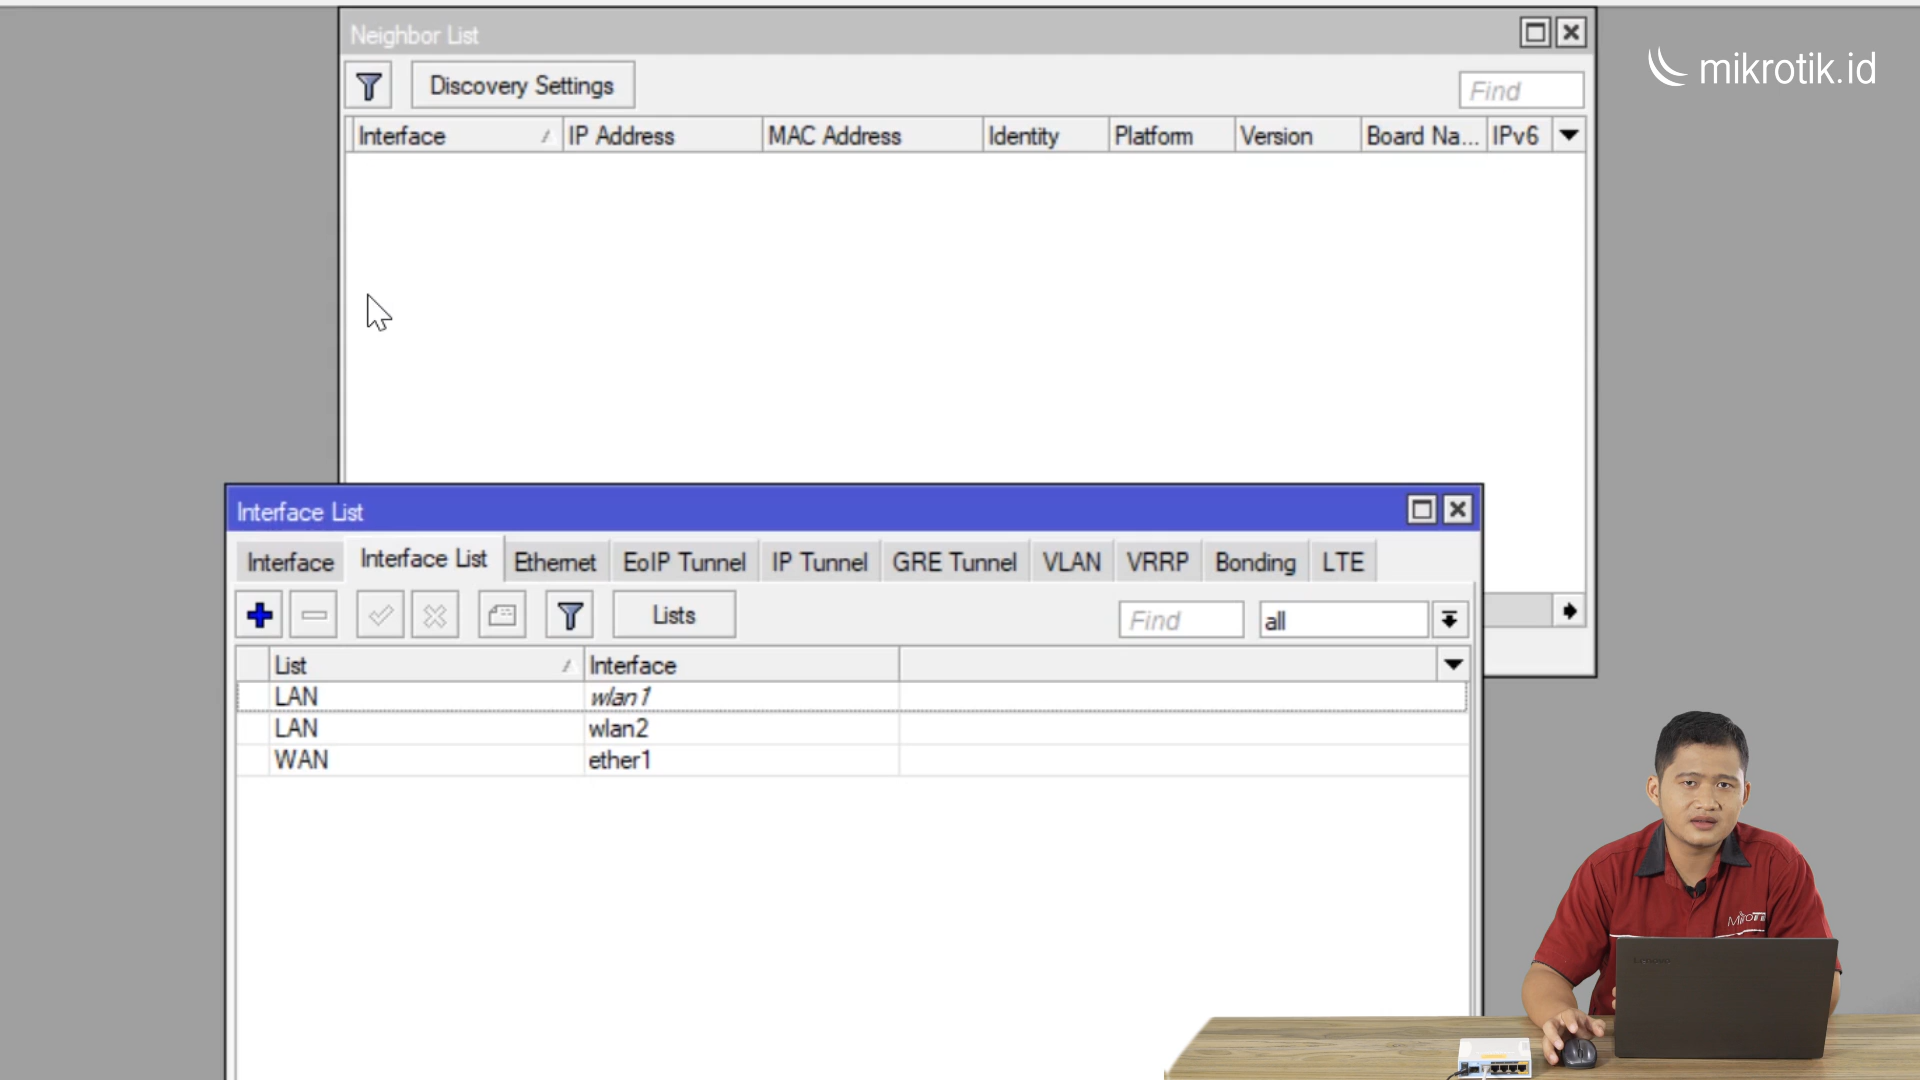 Neighbor List
Discovery Settings
Find
mikrotik.id
Interface IP Address MAC Address Identity Platform Version Board Na... IPv6
Interface List
Interface Interface List Ethernet EoIP Tunnel IP Tunnel GRE Tunnel VLAN VRRP Bonding LTE
Lists Find all
List Interface
LAN wlan1
LAN wlan2
WAN ether1
Lenovo